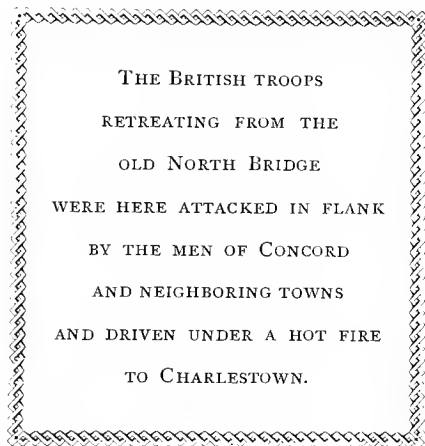 The British troops
retreating from the
old North Bridge
were here attacked in flank
by the men of Concord
and neighboring towns
and driven under a hot fire
to Charlestown.